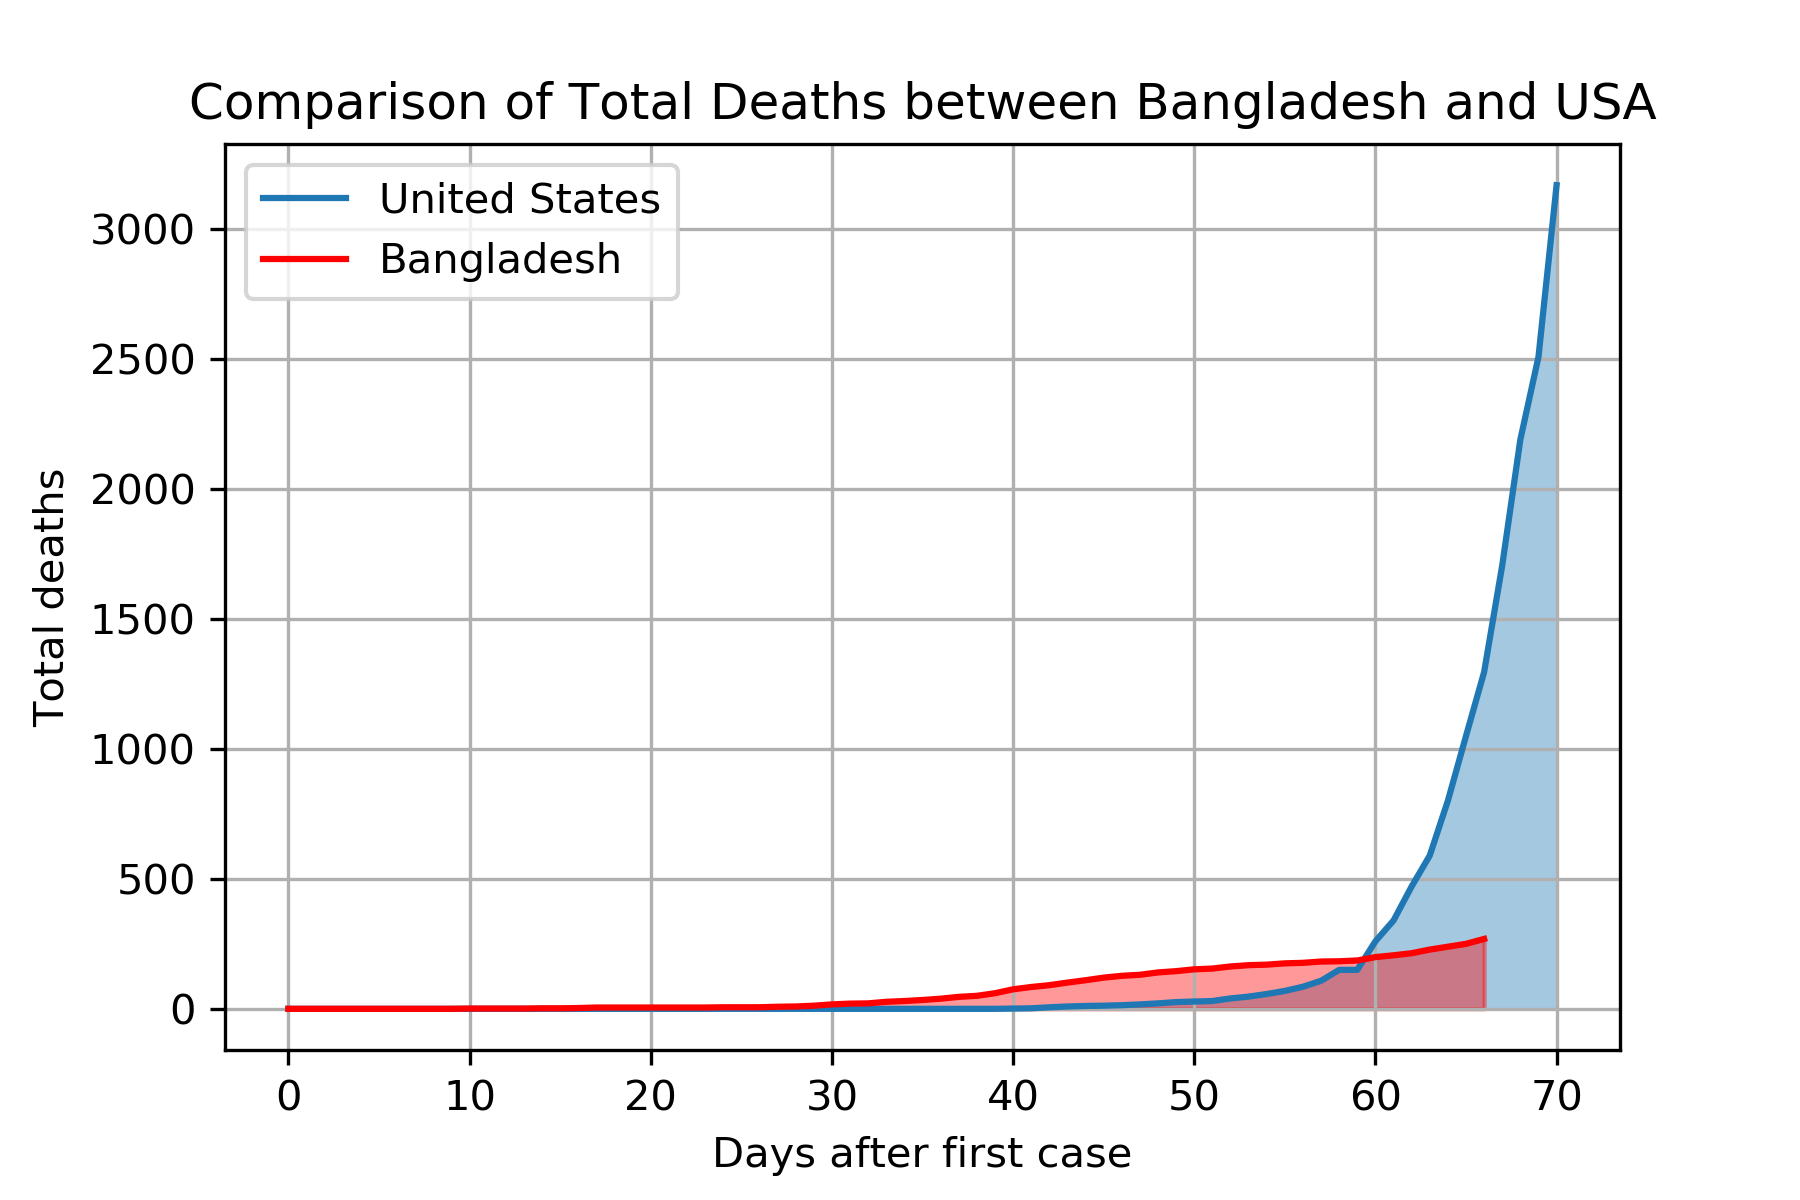 Comparison of Total Deaths between Bangladesh and USA
United States
Bangladesh
3000
2500
2000
1500
1000
500
0
Total deaths
0 10 20 30 40 50 60 70
Days after first case